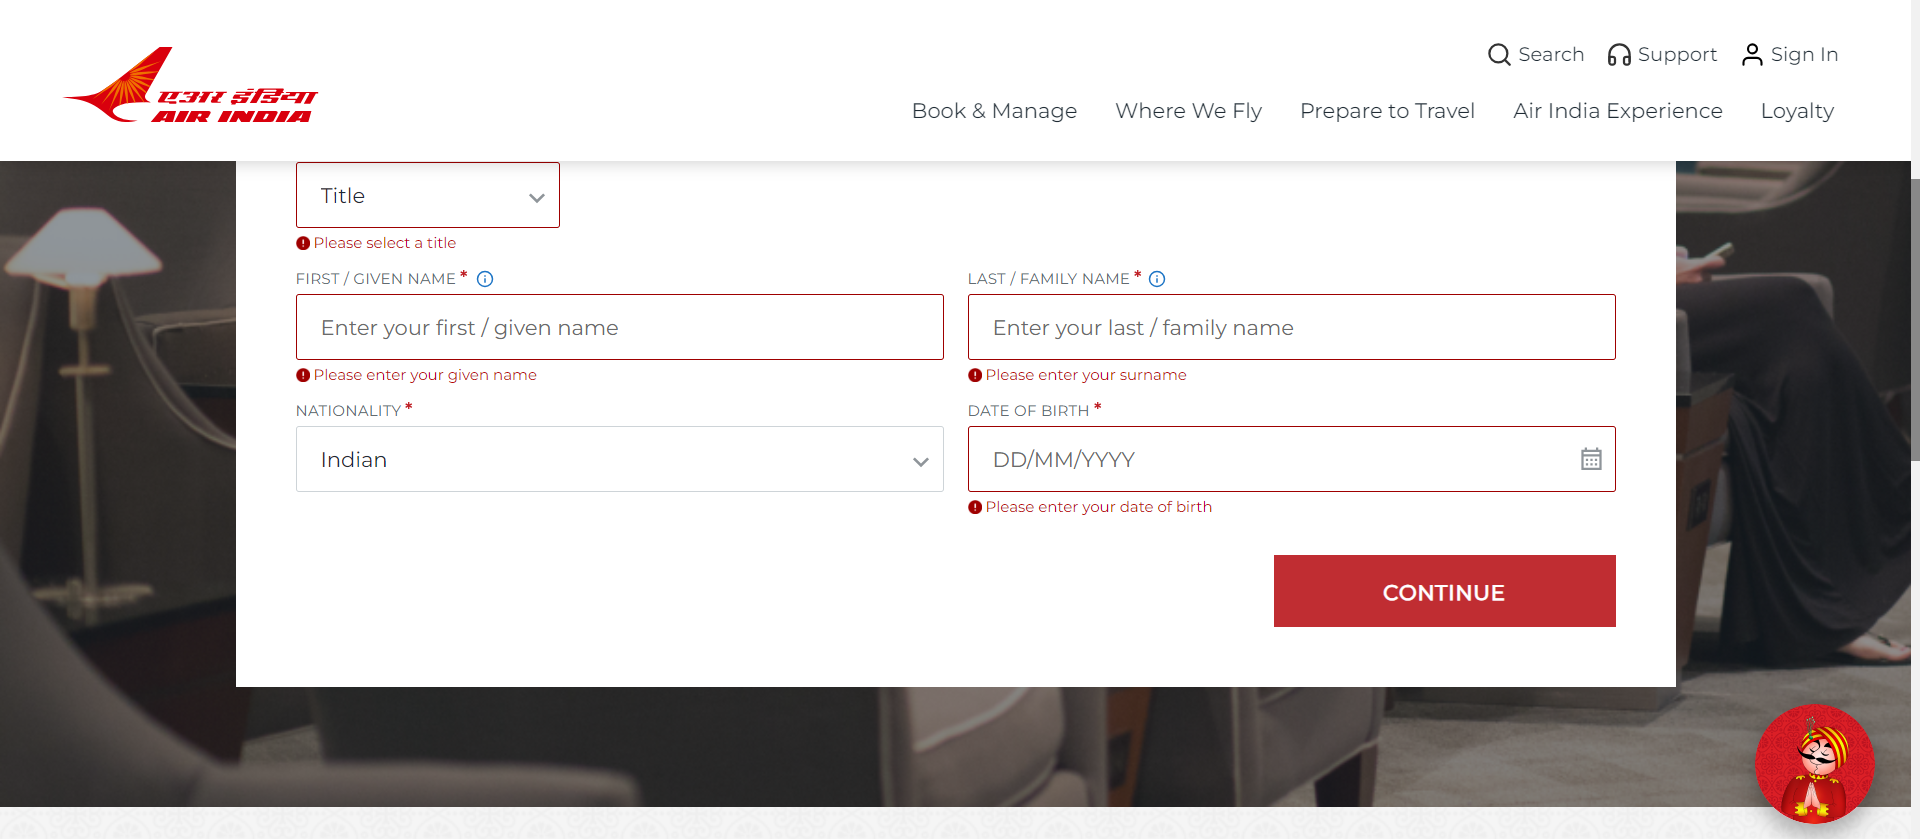 Search Support Sign In
एअर इंडिया
AIR INDIA
Book & Manage Where We Fly Prepare to Travel Air India Experience Loyalty
Title
Please select a title
FIRST / GIVEN NAME *
LAST / FAMILY NAME *
Enter your first / given name
Enter your last / family name
Please enter your given name
Please enter your surname
NATIONALITY *
DATE OF BIRTH *
Indian
DD/MM/YYYY
Please enter your date of birth
CONTINUE